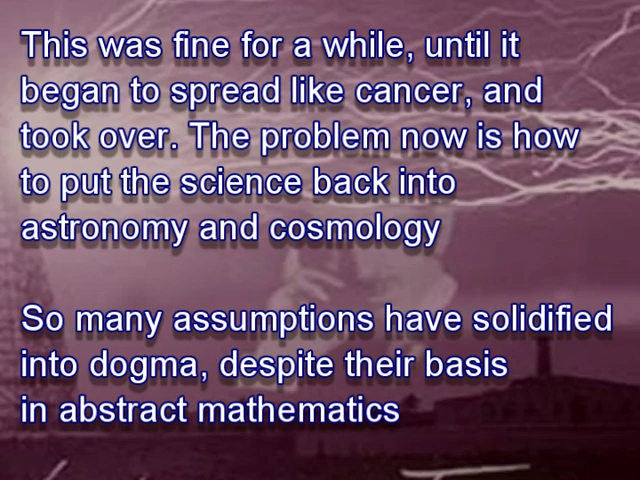 This was fine for a while, until it
began to spread like cancer, and
took over. The problem now is how
to put the science back into
astronomy and cosmology
So many assumptions have solidified
into dogma, despite their basis
in abstract mathematics